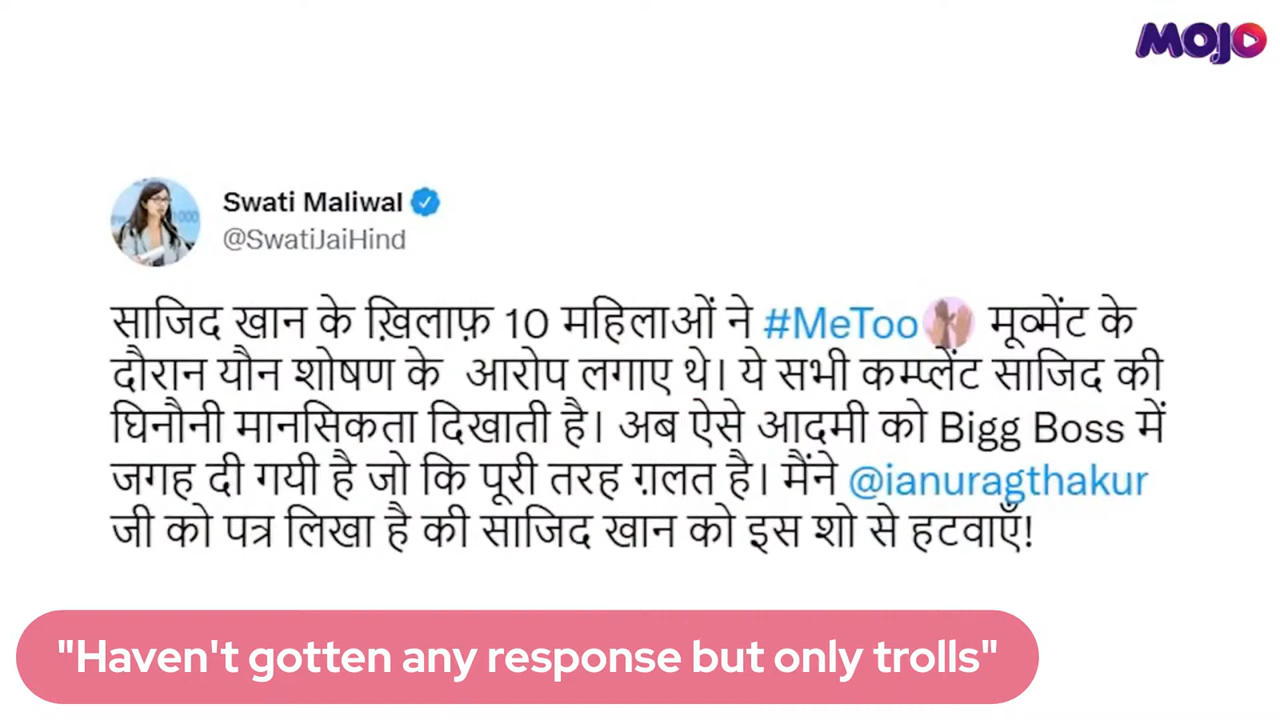 MOJO
Swati Maliwal
@SwatiJaiHind
साजिद खान के ख़िलाफ़ 10 महिलाओं ने #MeToo मूव्मेंट के
दौरान यौन शोषण के आरोप लगाए थे। ये सभी कम्प्लेंट साजिद की
घिनौनी मानसिकता दिखाती है। अब ऐसे आदमी को Bigg Boss में
जगह दी गयी है जो कि पूरी तरह ग़लत है। मैंने @ianuragthakur
जी को पत्र लिखा है की साजिद खान को इस शो से हटवाएँ!
"Haven't gotten any response but only trolls"